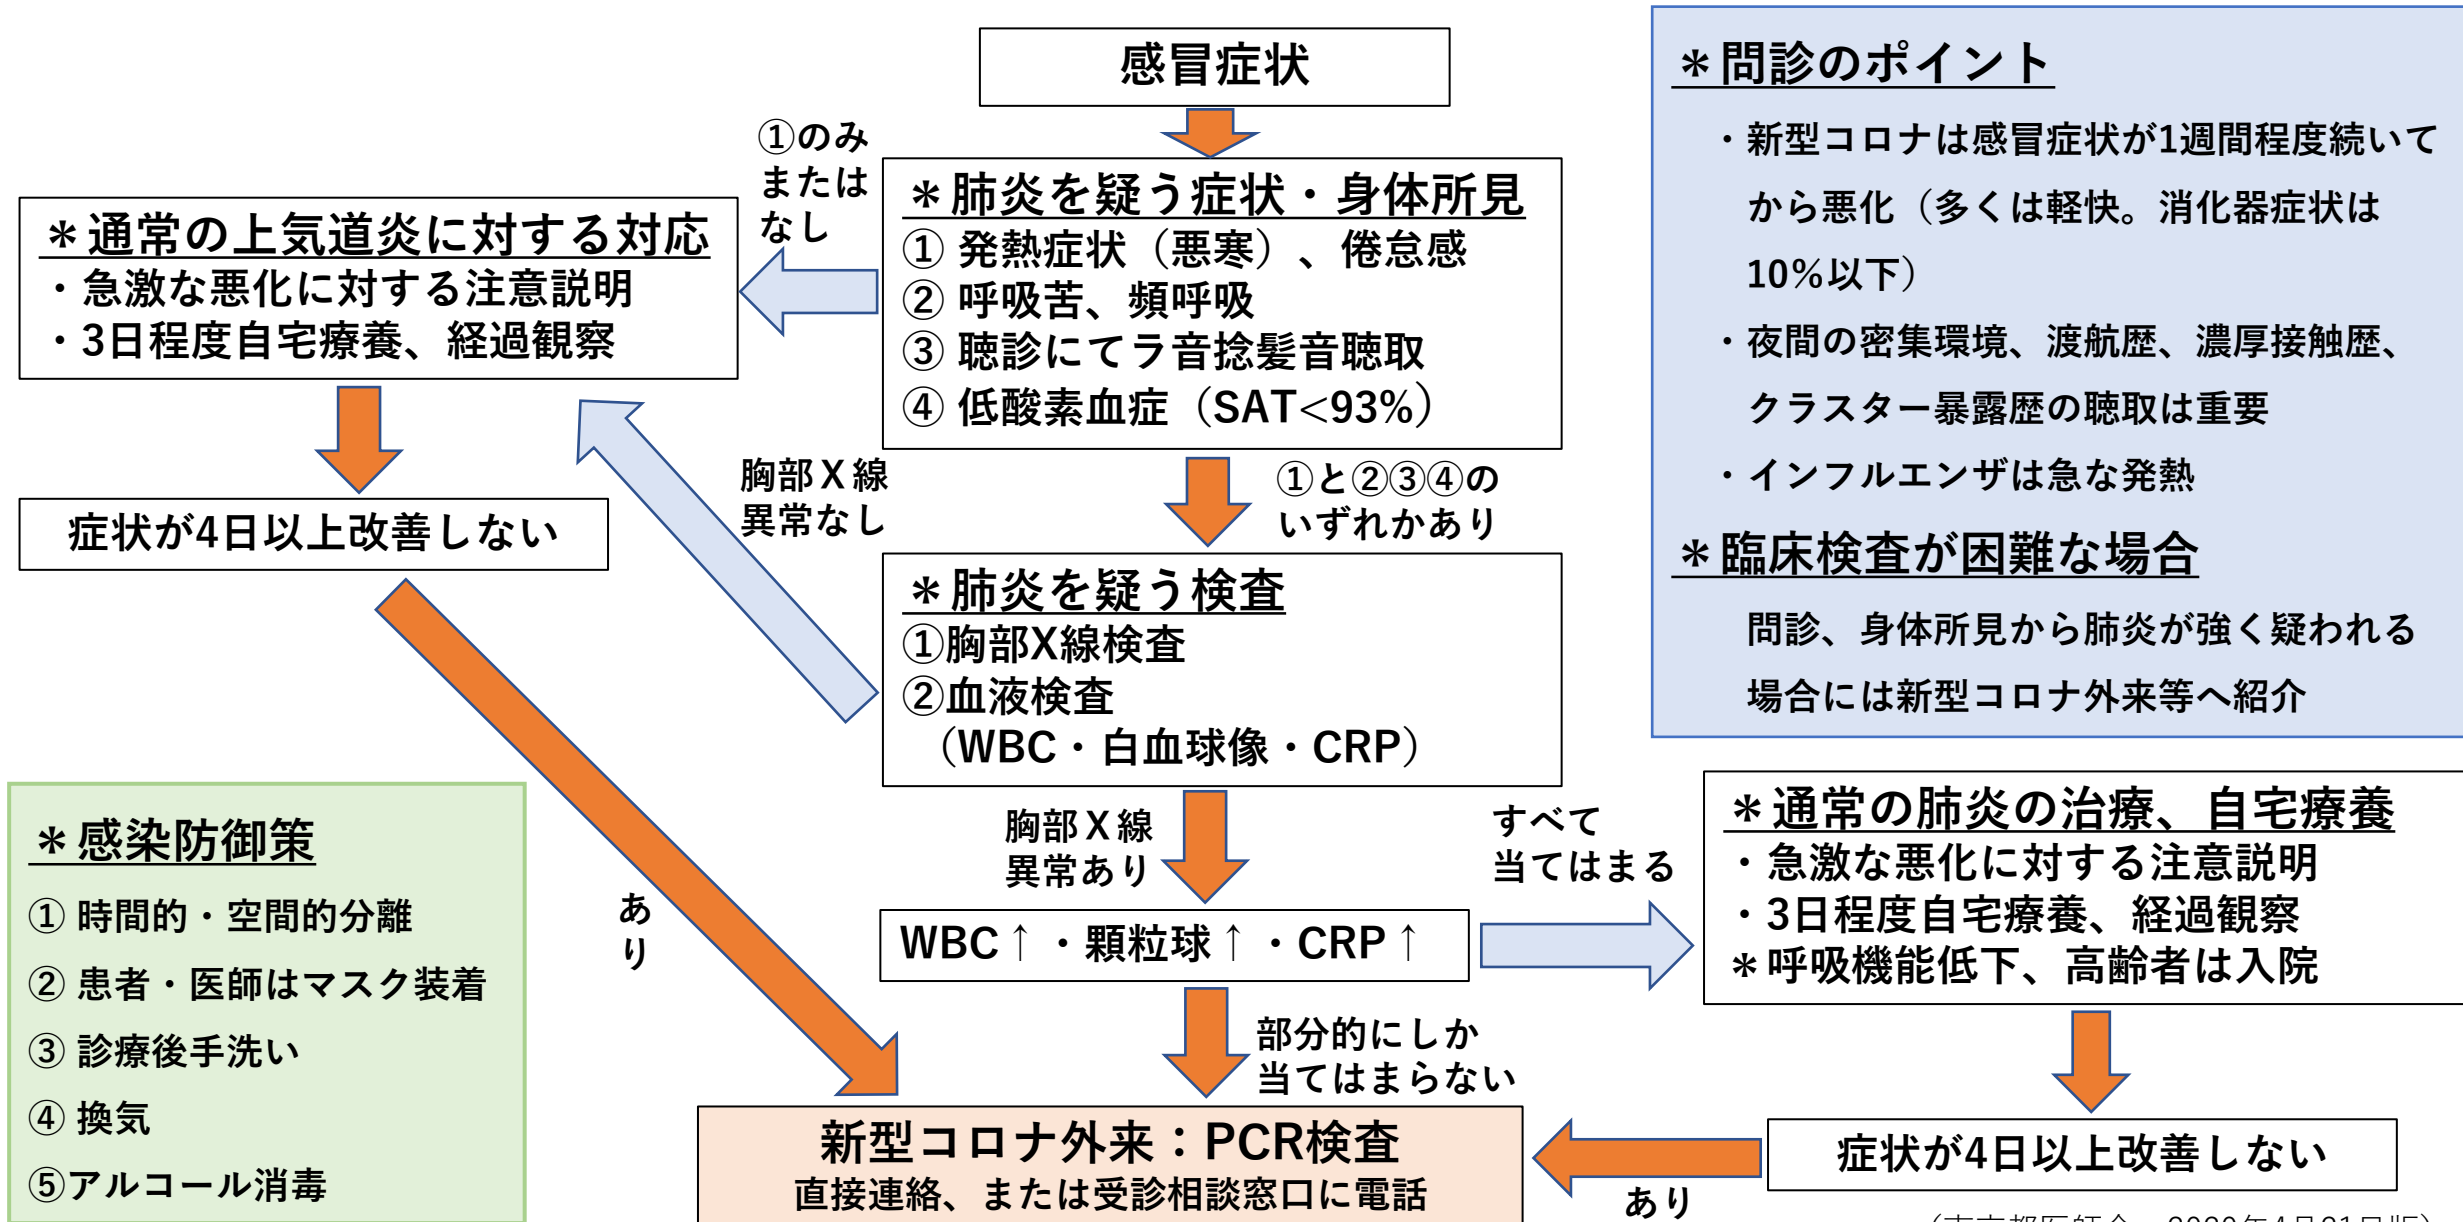 感冒症状
①のみ
または
なし
＊肺炎を疑う症状・身体所見
① 発熱症状（悪寒）、倦怠感
② 呼吸苦、頻呼吸
③ 聴診にてラ音捻髪音聴取
④ 低酸素血症（SAT<93%）
＊通常の上気道炎に対する対応
・急激な悪化に対する注意説明
・3日程度自宅療養、経過観察
症状が4日以上改善しない
胸部Ｘ線
異常なし
①と②③④の
いずれかあり
＊肺炎を疑う検査
①胸部X線検査
②血液検査
（WBC・白血球像・CRP）
＊問診のポイント
・新型コロナは感冒症状が1週間程度続いて
から悪化（多くは軽快。消化器症状は
10％以下）
・夜間の密集環境、渡航歴、濃厚接触歴、
クラスター暴露歴の聴取は重要
・インフルエンザは急な発熱
＊臨床検査が困難な場合
問診、身体所見から肺炎が強く疑われる
場合には新型コロナ外来等へ紹介
＊感染防御策
① 時間的・空間的分離
② 患者・医師はマスク装着
③ 診療後手洗い
④ 換気
⑤アルコール消毒
あ
り
胸部Ｘ線
異常あり
すべて
当てはまる
WBC↑・顆粒球↑・CRP↑
＊通常の肺炎の治療、自宅療養
・急激な悪化に対する注意説明
・3日程度自宅療養、経過観察
＊呼吸機能低下、高齢者は入院
部分的にしか
当てはまらない
新型コロナ外来：PCR検査
直接連絡、または受診相談窓口に電話
症状が4日以上改善しない
あり
（東京都医師会 2020年4月21日版）